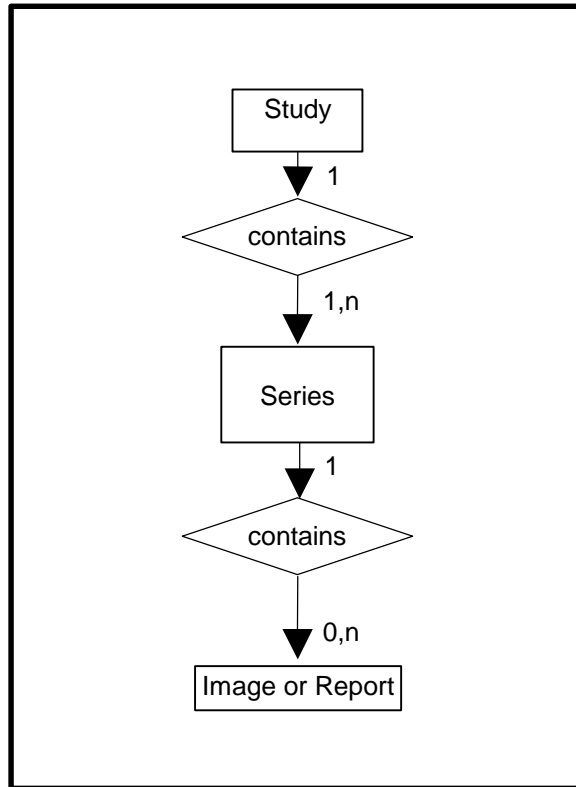 Study
1
contains
1,n
Series
1
contains
0,n
Image or Report